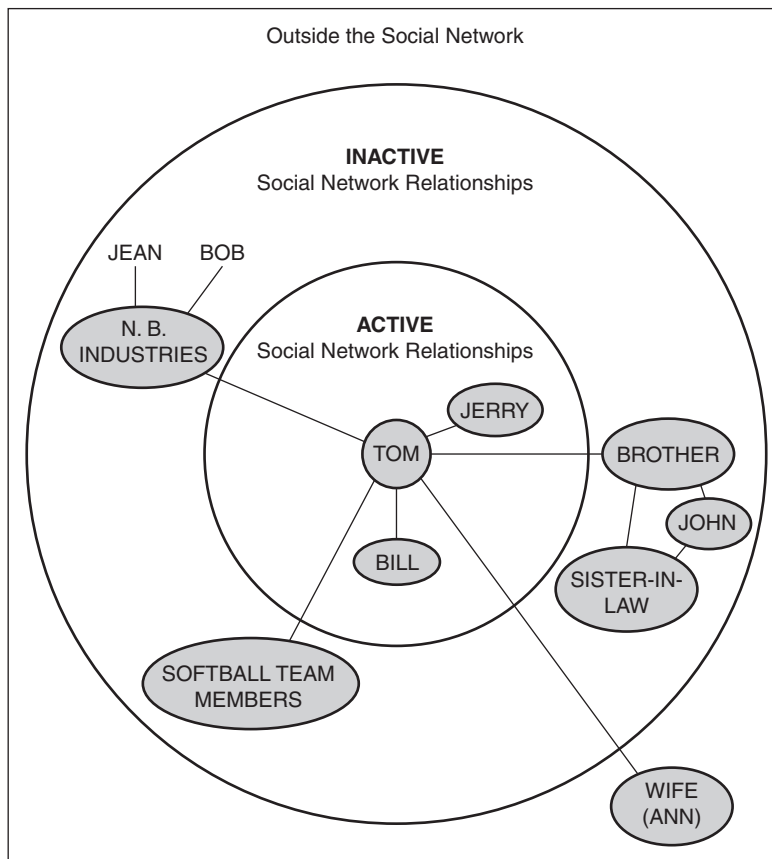 Outside the Social Network
INACTIVE
Social Network Relationships
JEAN
BOB
N. B.
INDUSTRIES
ACTIVE
Social Network Relationships
JERRY
TOM
BROTHER
JOHN
BILL
SISTER-IN-
LAW
SOFTBALL TEAM
MEMBERS
WIFE
(ANN)